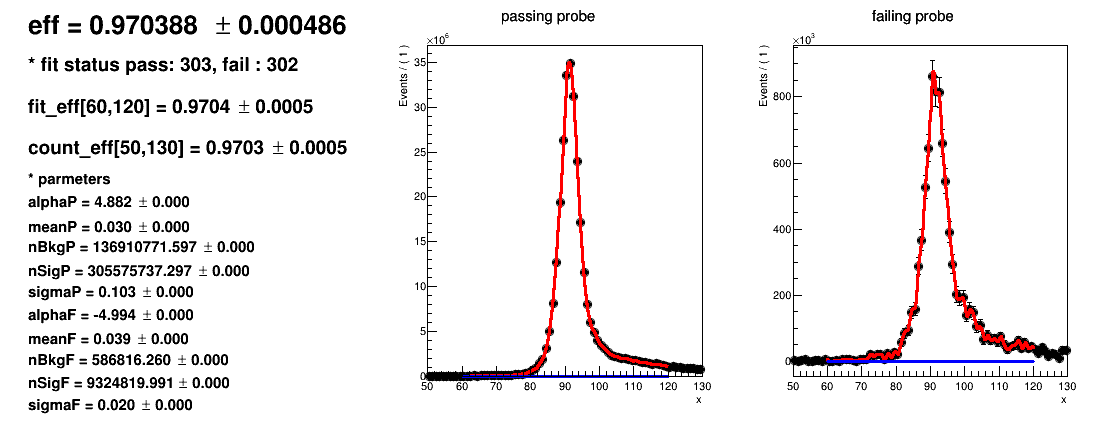 eff = 0.970388 ± 0.000486
* fit status pass: 303, fail : 302
fit_eff[60,120] = 0.9704 ± 0.0005
count_eff[50,130] = 0.9703 ± 0.0005
* parmeters
alphaP = 4.882 ± 0.000
meanP = 0.030 ± 0.000
nBkgP = 136910771.597 ± 0.000
nSigP = 305575737.297 ± 0.000
sigmaP = 0.103 ± 0.000
alphaF = -4.994 ± 0.000
meanF = 0.039 ± 0.000
nBkgF = 586816.260 ± 0.000
nSigF = 9324819.991 ± 0.000
sigmaF = 0.020 ± 0.000
passing probe
×10⁶
Events / ( 1 )
35
30
25
20
15
10
5
0
50 60 70 80 90 100 110 120 130
x
failing probe
×10³
Events / ( 1 )
800
600
400
200
0
50 60 70 80 90 100 110 120 130
x